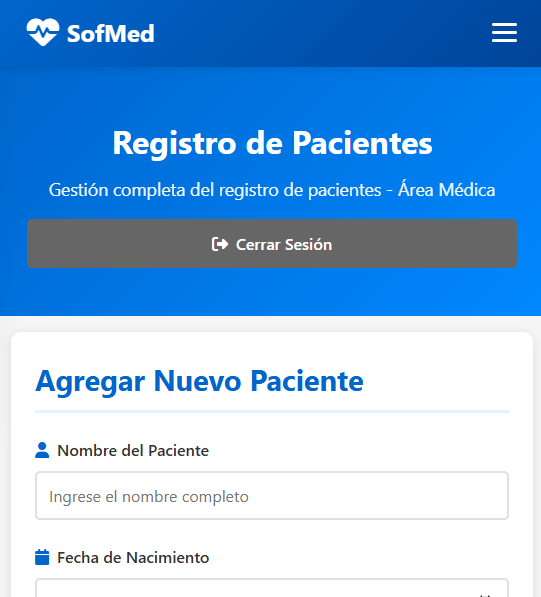 SofMed
Registro de Pacientes
Gestión completa del registro de pacientes - Área Médica
Cerrar Sesión
Agregar Nuevo Paciente
Nombre del Paciente
Ingrese el nombre completo
Fecha de Nacimiento